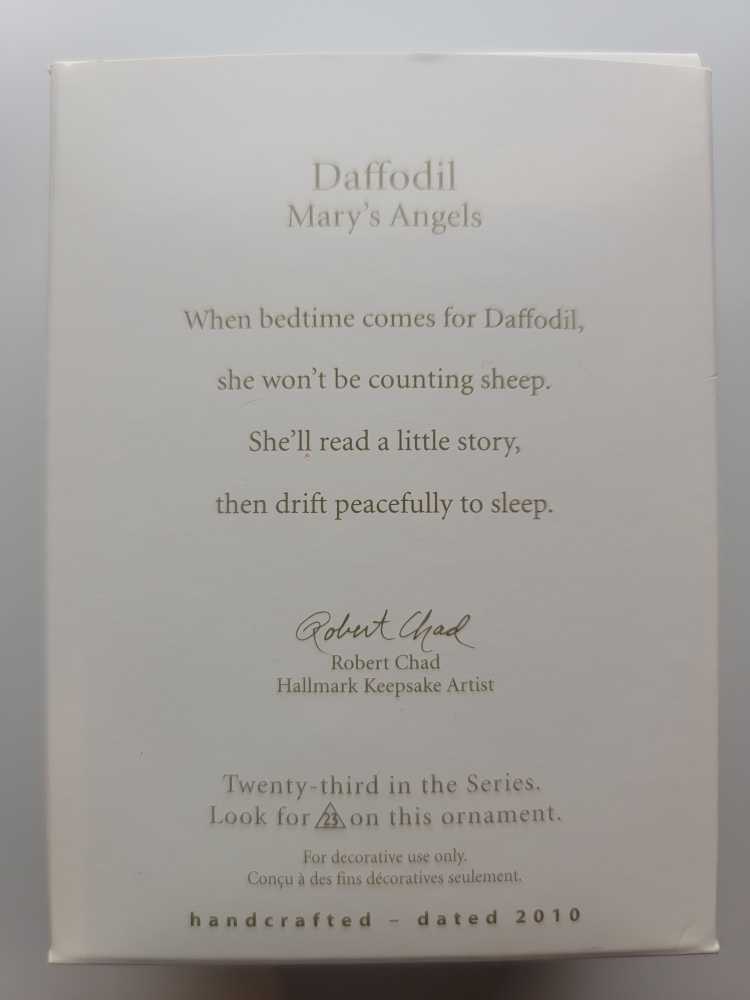 Daffodil
Mary's Angels
When bedtime comes for Daffodil,
she won't be counting sheep.
She'll read a little story,
then drift peacefully to sleep.
Robert Chad
Robert Chad
Hallmark Keepsake Artist
Twenty-third in the Series.
Look for 23 on this ornament.
For decorative use only.
Conçu à des fins décoratives seulement.
handcrafted – dated 2010